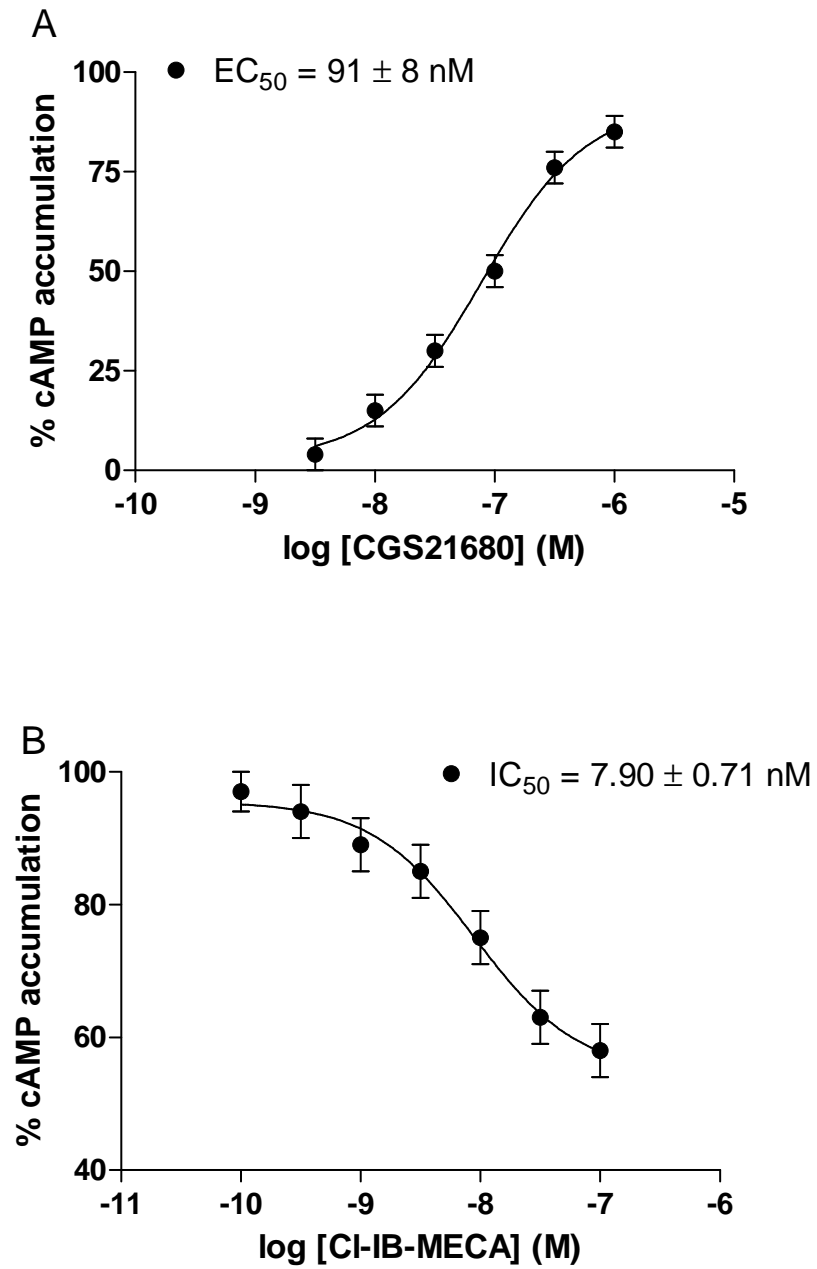 A
EC50 = 91 ± 8 nM
100
75
50
25
0
% cAMP accumulation
-10 -9 -8 -7 -6 -5
log [CGS21680] (M)
B
IC50 = 7.90 ± 0.71 nM
100
80
60
40
% cAMP accumulation
-11 -10 -9 -8 -7 -6
log [Cl-IB-MECA] (M)